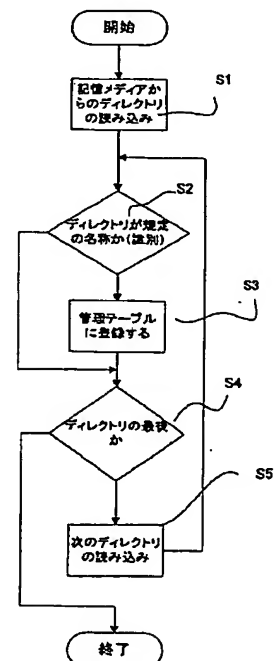 開始
記憶メディアか
らのディレクトリ
の読み込み
S1
S2
ディレクトリが規定
の名称か(識別)
S3
管理テーブル
に登録する
S4
ディレクトリの最後
か
S5
次のディレクトリ
の読み込み
終了